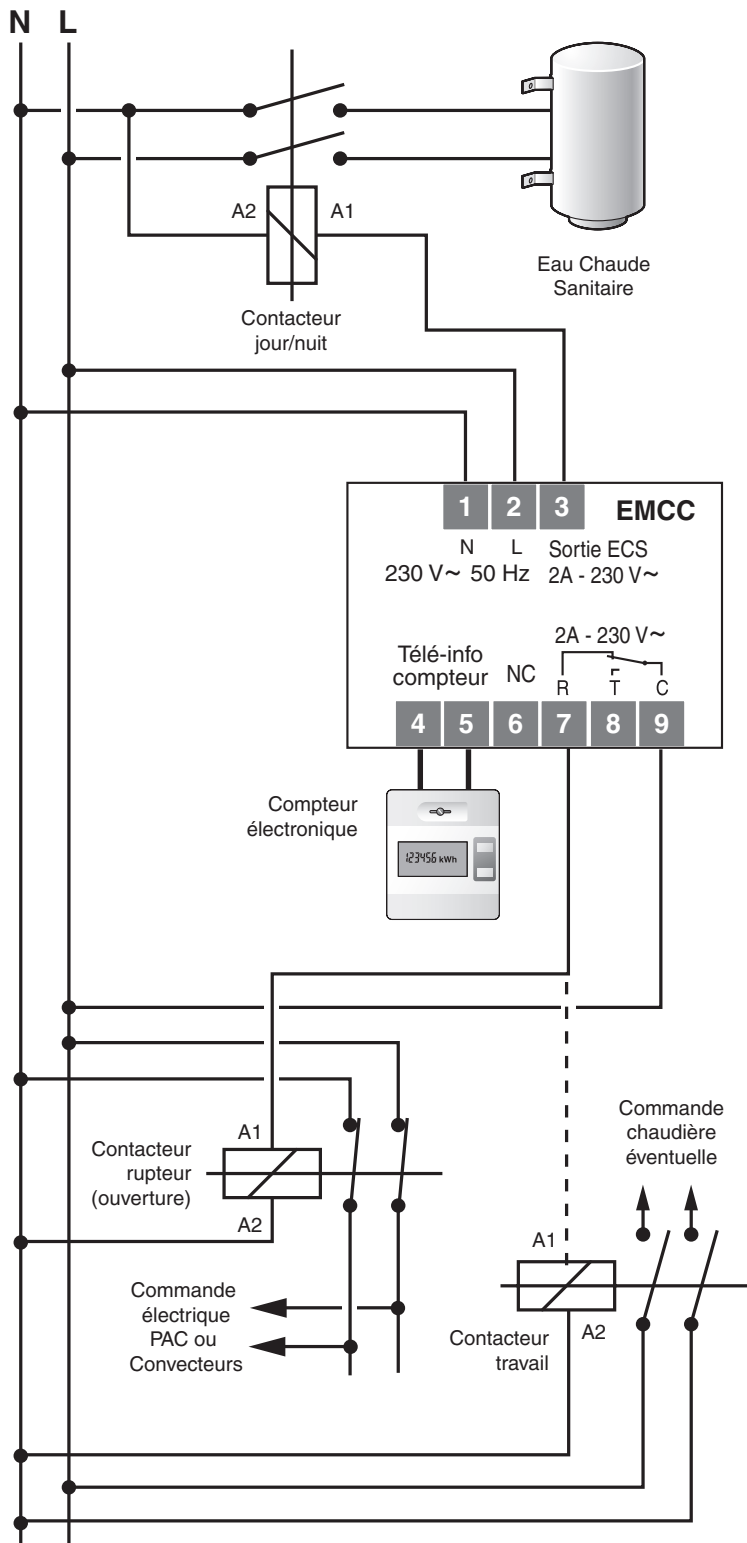 N L
A2 A1
Eau Chaude
Sanitaire
Contacteur
jour/nuit
1 2 3 EMCC
N L Sortie ECS
230 V~ 50 Hz 2A - 230 V~
2A - 230 V~
Télé-info
compteur
NC
R T C
4 5 6 7 8 9
Compteur
électronique
123456 kWh
Commande
chaudière
éventuelle
A1
Contacteur
rupteur
(ouverture)
A2
A1
Commande
électrique
PAC ou
Convecteurs
A2
Contacteur
travail